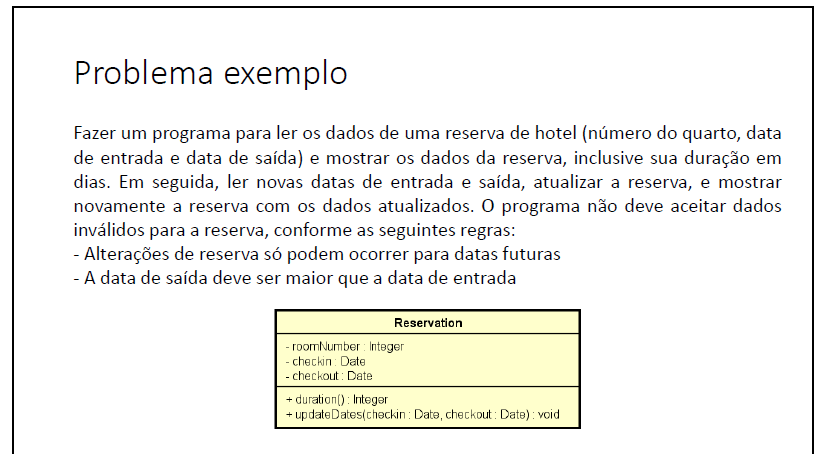 Problema exemplo
Fazer um programa para ler os dados de uma reserva de hotel (número do quarto, data
de entrada e data de saída) e mostrar os dados da reserva, inclusive sua duração em
dias. Em seguida, ler novas datas de entrada e saída, atualizar a reserva, e mostrar
novamente a reserva com os dados atualizados. O programa não deve aceitar dados
inválidos para a reserva, conforme as seguintes regras:
- Alterações de reserva só podem ocorrer para datas futuras
- A data de saída deve ser maior que a data de entrada
Reservation
- roomNumber : Integer
- checkin : Date
- checkout : Date
+ duration() : Integer
+ updateDates(checkin : Date, checkout : Date) : void